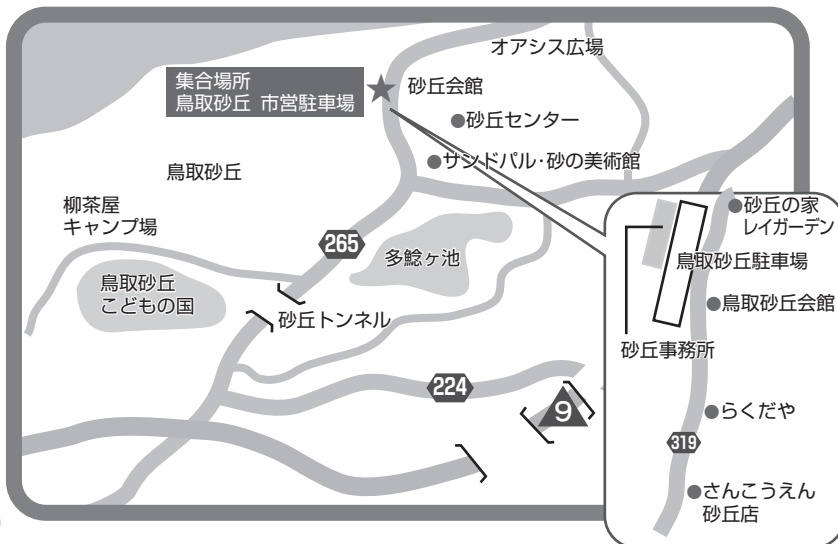 オアシス広場
集合場所
鳥取砂丘 市営駐車場
砂丘会館
砂丘センター
サンドパル・砂の美術館
鳥取砂丘
柳茶屋
キャンプ場
265
多鯰ヶ池
鳥取砂丘
こどもの国
砂丘トンネル
224
9
砂丘の家
レイガーデン
鳥取砂丘駐車場
鳥取砂丘会館
砂丘事務所
らくだや
319
さんこうえん
砂丘店